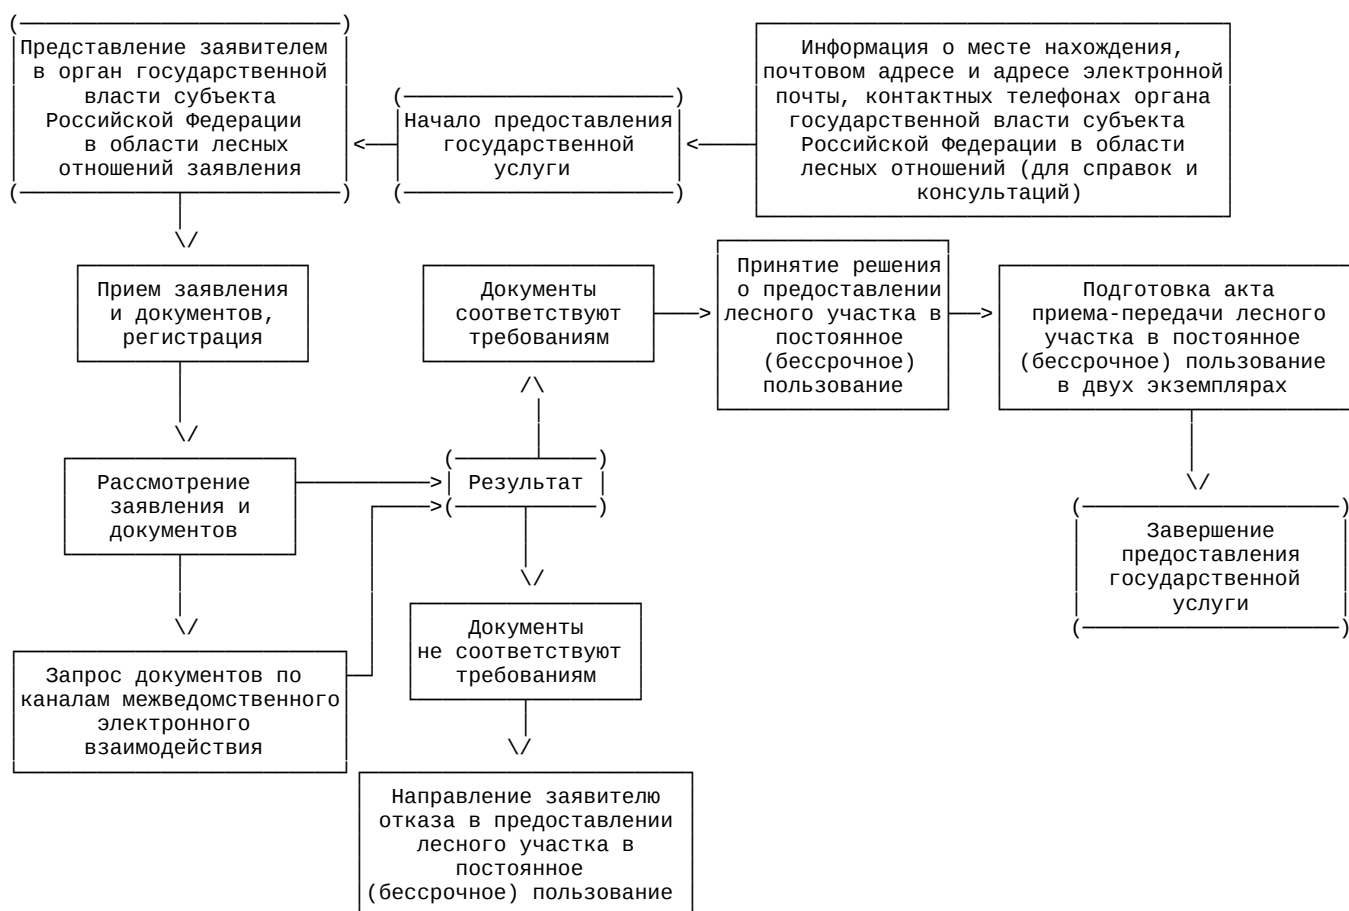 Представление заявителем
в орган государственной
власти субъекта
Российской Федерации
в области лесных
отношений заявления
Начало предоставления
государственной
услуги
Информация о месте нахождения,
почтовом адресе и адресе электронной
почты, контактных телефонах органа
государственной власти субъекта
Российской Федерации в области
лесных отношений (для справок и
консультаций)
Прием заявления
и документов,
регистрация
Документы
соответствуют
требованиям
Принятие решения
о предоставлении
лесного участка в
постоянное
(бессрочное)
пользование
Подготовка акта
приема-передачи лесного
участка в постоянное
(бессрочное) пользование
в двух экземплярах
Рассмотрение
заявления и
документов
Результат
Завершение
предоставления
государственной
услуги
Запрос документов по
каналам межведомственного
электронного
взаимодействия
Документы
не соответствуют
требованиям
Направление заявителю
отказа в предоставлении
лесного участка в
постоянное
(бессрочное) пользование